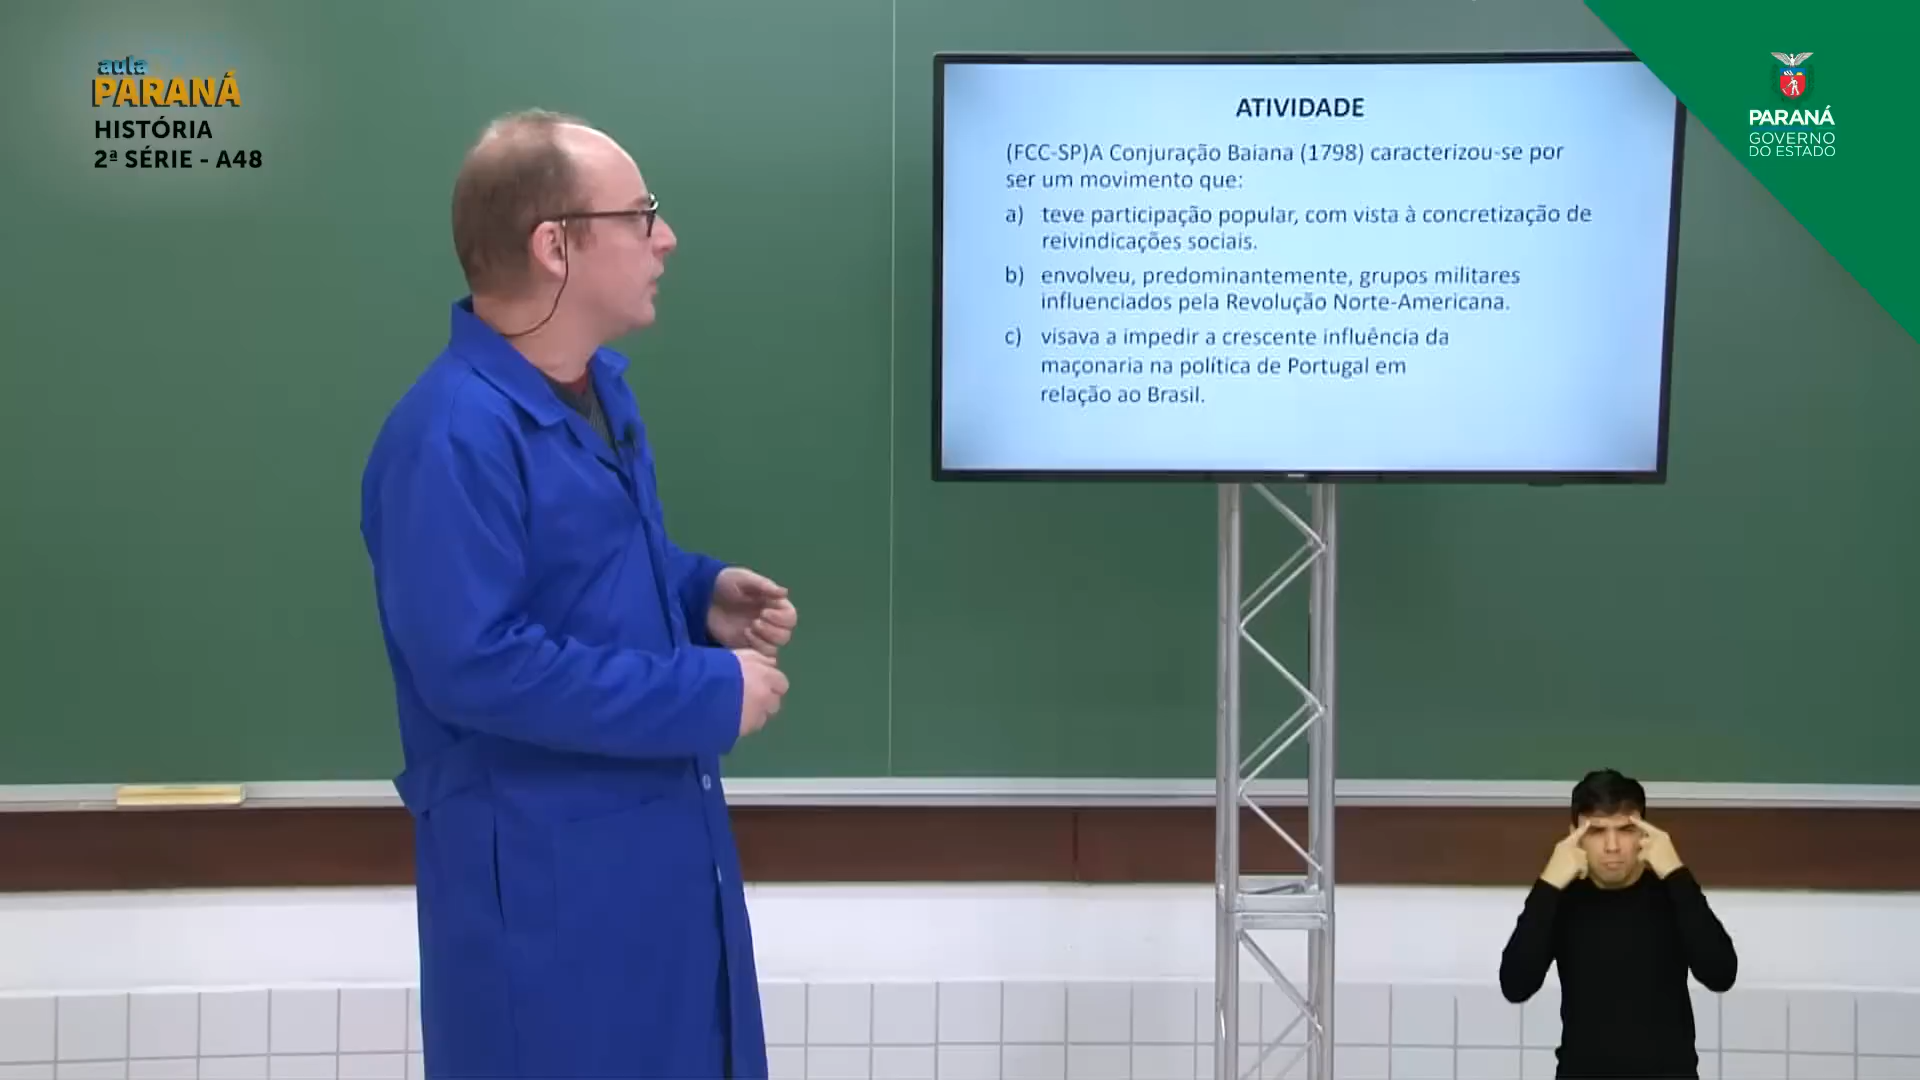 aula
PARANÁ
HISTÓRIA
2ª SÉRIE - A48
ATIVIDADE
(FCC-SP)A Conjuração Baiana (1798) caracterizou-se por
ser um movimento que:
a) teve participação popular, com vista à concretização de
reivindicações sociais.
b) envolveu, predominantemente, grupos militares
influenciados pela Revolução Norte-Americana.
c) visava a impedir a crescente influência da
maçonaria na política de Portugal em
relação ao Brasil.
PARANÁ
GOVERNO
DO ESTADO